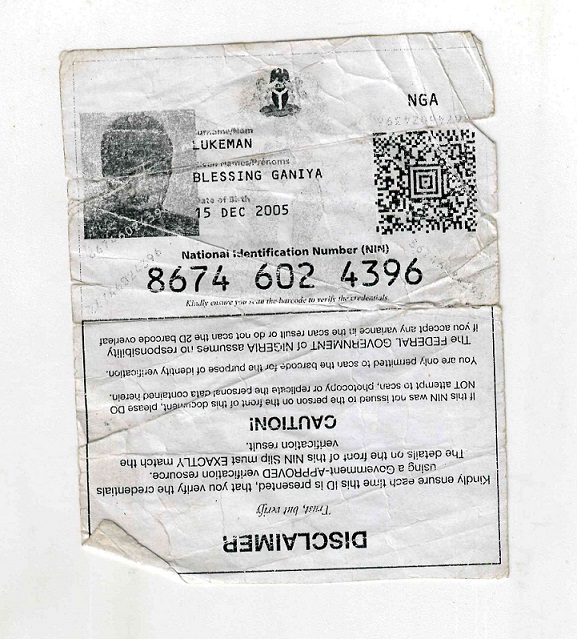 NGA
Surname/Nom
LUKEMAN
Given Names/Prénoms
BLESSING GANIYA
Date of Birth
15 DEC 2005
National Identification Number (NIN)
8674 602 4396
Kindly ensure you scan the barcode to verify the credentials.
DISCLAIMER
Trust, but verify
Kindly ensure each time this ID is presented, that you verify the credentials
using a Government-APPROVED verification resource.
The details on the front of this NIN Slip must EXACTLY match the
verification result.
CAUTION!
If this NIN was not issued to the person on the front of this document, please DO
NOT attempt to scan, photocopy or replicate the personal data contained herein.
You are only permitted to scan the barcode for the purpose of identity verification.
The FEDERAL GOVERNMENT of NIGERIA assumes no responsibility
if you accept any variance in the scan result or do not scan the 2D barcode overleaf